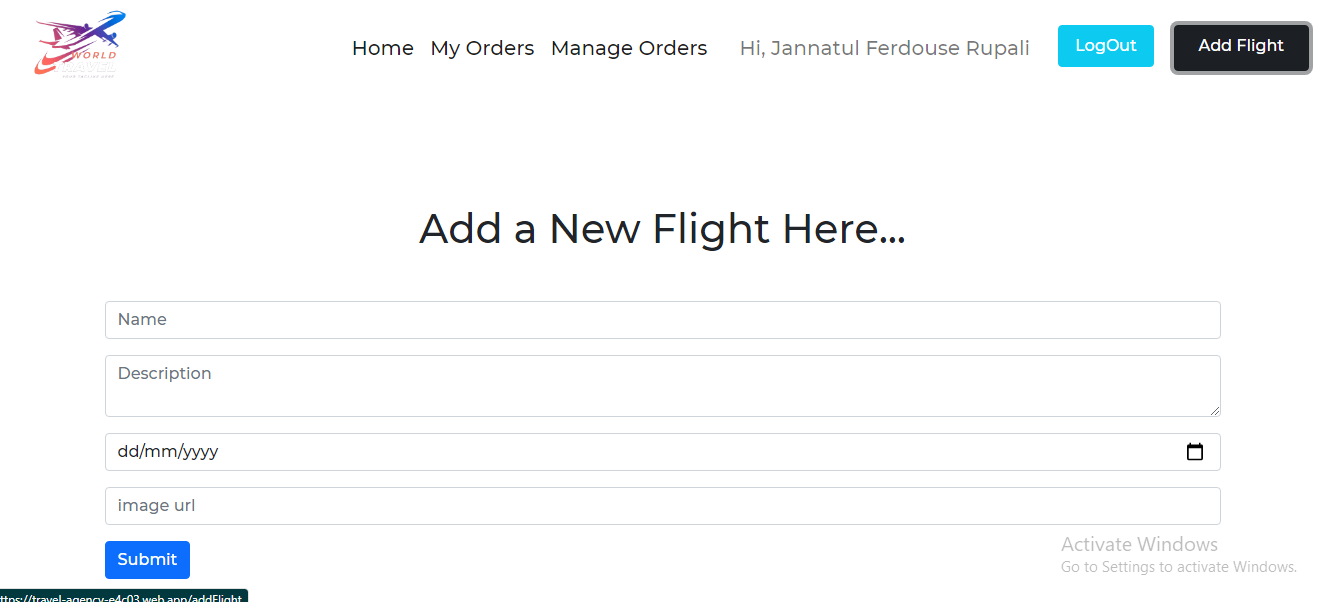 WORLD
Home My Orders Manage Orders Hi, Jannatul Ferdouse Rupali LogOut Add Flight
Add a New Flight Here...
Name
Description
dd/mm/yyyy
image url
Submit
Activate Windows
Go to Settings to activate Windows.
ttps://travel-agency-e4c03.web.app/addFlight